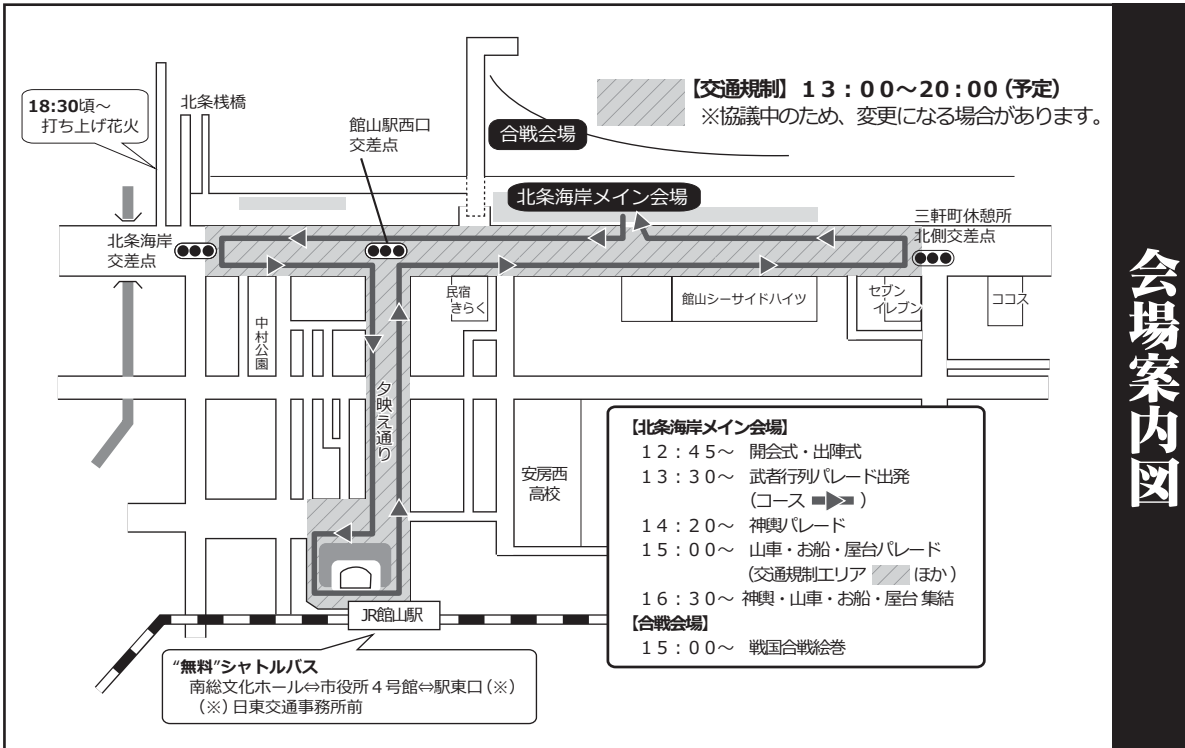 会場案内図
【交通規制】13:00~20:00(予定)
※協議中のため、変更になる場合があります。
18:30頃~
打ち上げ花火
北条桟橋
館山駅西口
交差点
合戦会場
北条海岸メイン会場
三軒町休憩所
北側交差点
北条海岸
交差点
中村公園
民宿
きらく
館山シーサイドハイツ
セブン
イレブン
ココス
夕映え通り
安房西
高校
【北条海岸メイン会場】
12:45~ 開会式・出陣式
13:30~ 武者行列パレード出発
(コース )
14:20~ 神輿パレード
15:00~ 山車・お船・屋台パレード
(交通規制エリア ほか)
16:30~ 神輿・山車・お船・屋台 集結
【合戦会場】
15:00~ 戦国合戦絵巻
JR館山駅
“無料”シャトルバス
南総文化ホール⇔市役所4号館⇔駅東口(※)
(※)日東交通事務所前